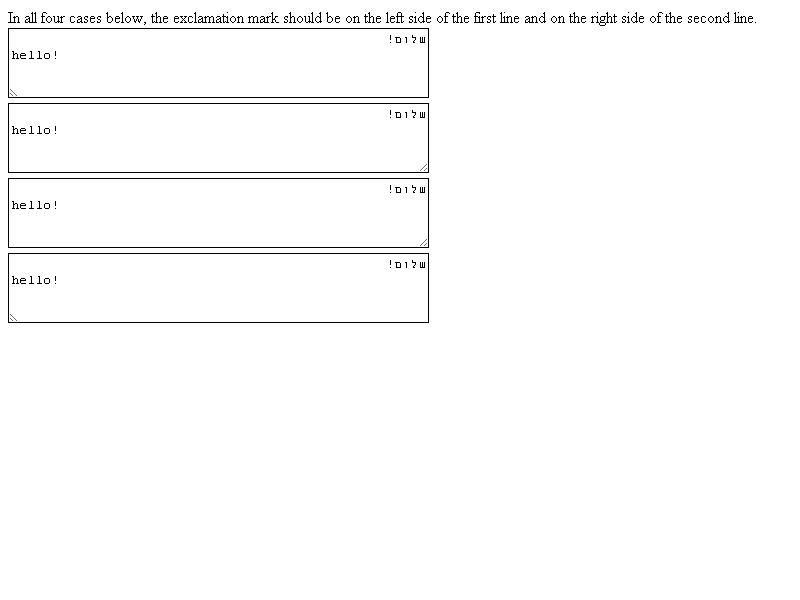 In all four cases below, the exclamation mark should be on the left side of the first line and on the right side of the second line.
שלום!
hello!
שלום!
hello!
שלום!
hello!
שלום!
hello!